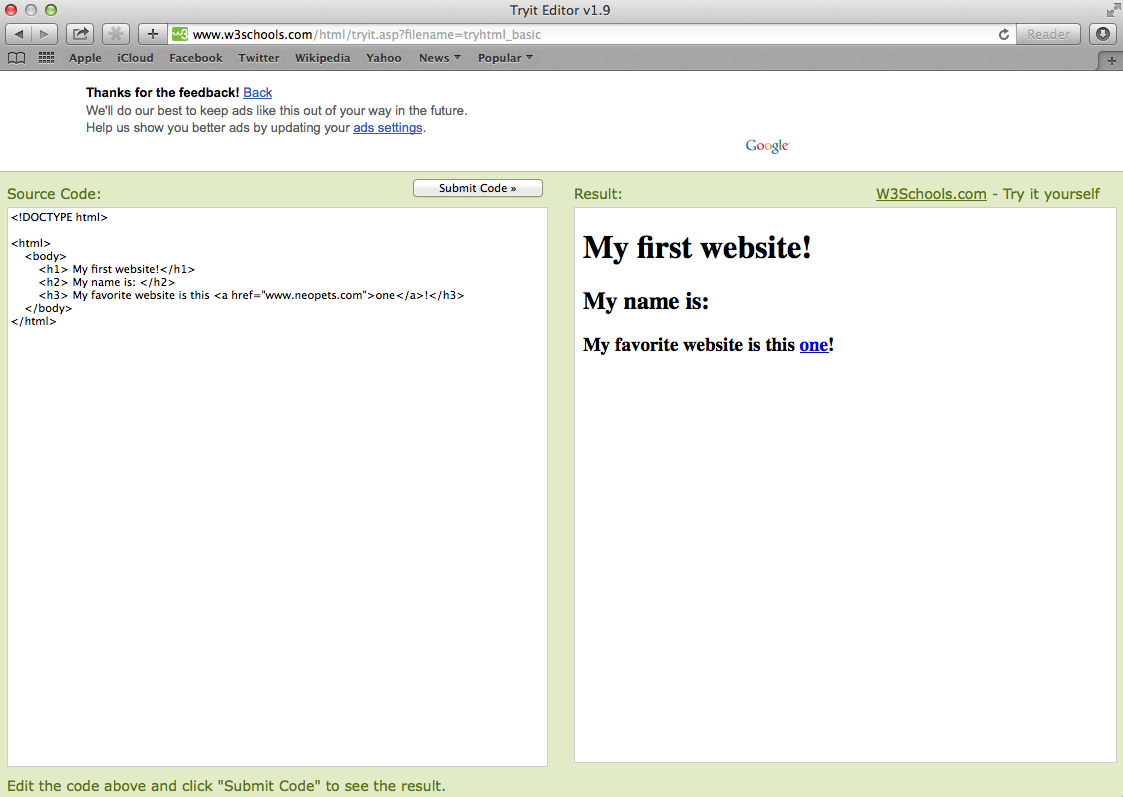 Tryit Editor v1.9
www.w3schools.com/html/tryit.asp?filename=tryhtml_basic
Reader
Apple iCloud Facebook Twitter Wikipedia Yahoo News Popular
Thanks for the feedback! Back
We'll do our best to keep ads like this out of your way in the future.
Help us show you better ads by updating your ads settings.
Google
Source Code:
Submit Code »
<!DOCTYPE html>
<html>
<body>
<h1> My first website!</h1>
<h2> My name is: </h2>
<h3> My favorite website is this <a href="www.neopets.com">one</a>!</h3>
</body>
</html>
Result:
W3Schools.com - Try it yourself
My first website!
My name is:
My favorite website is this one!
Edit the code above and click "Submit Code" to see the result.